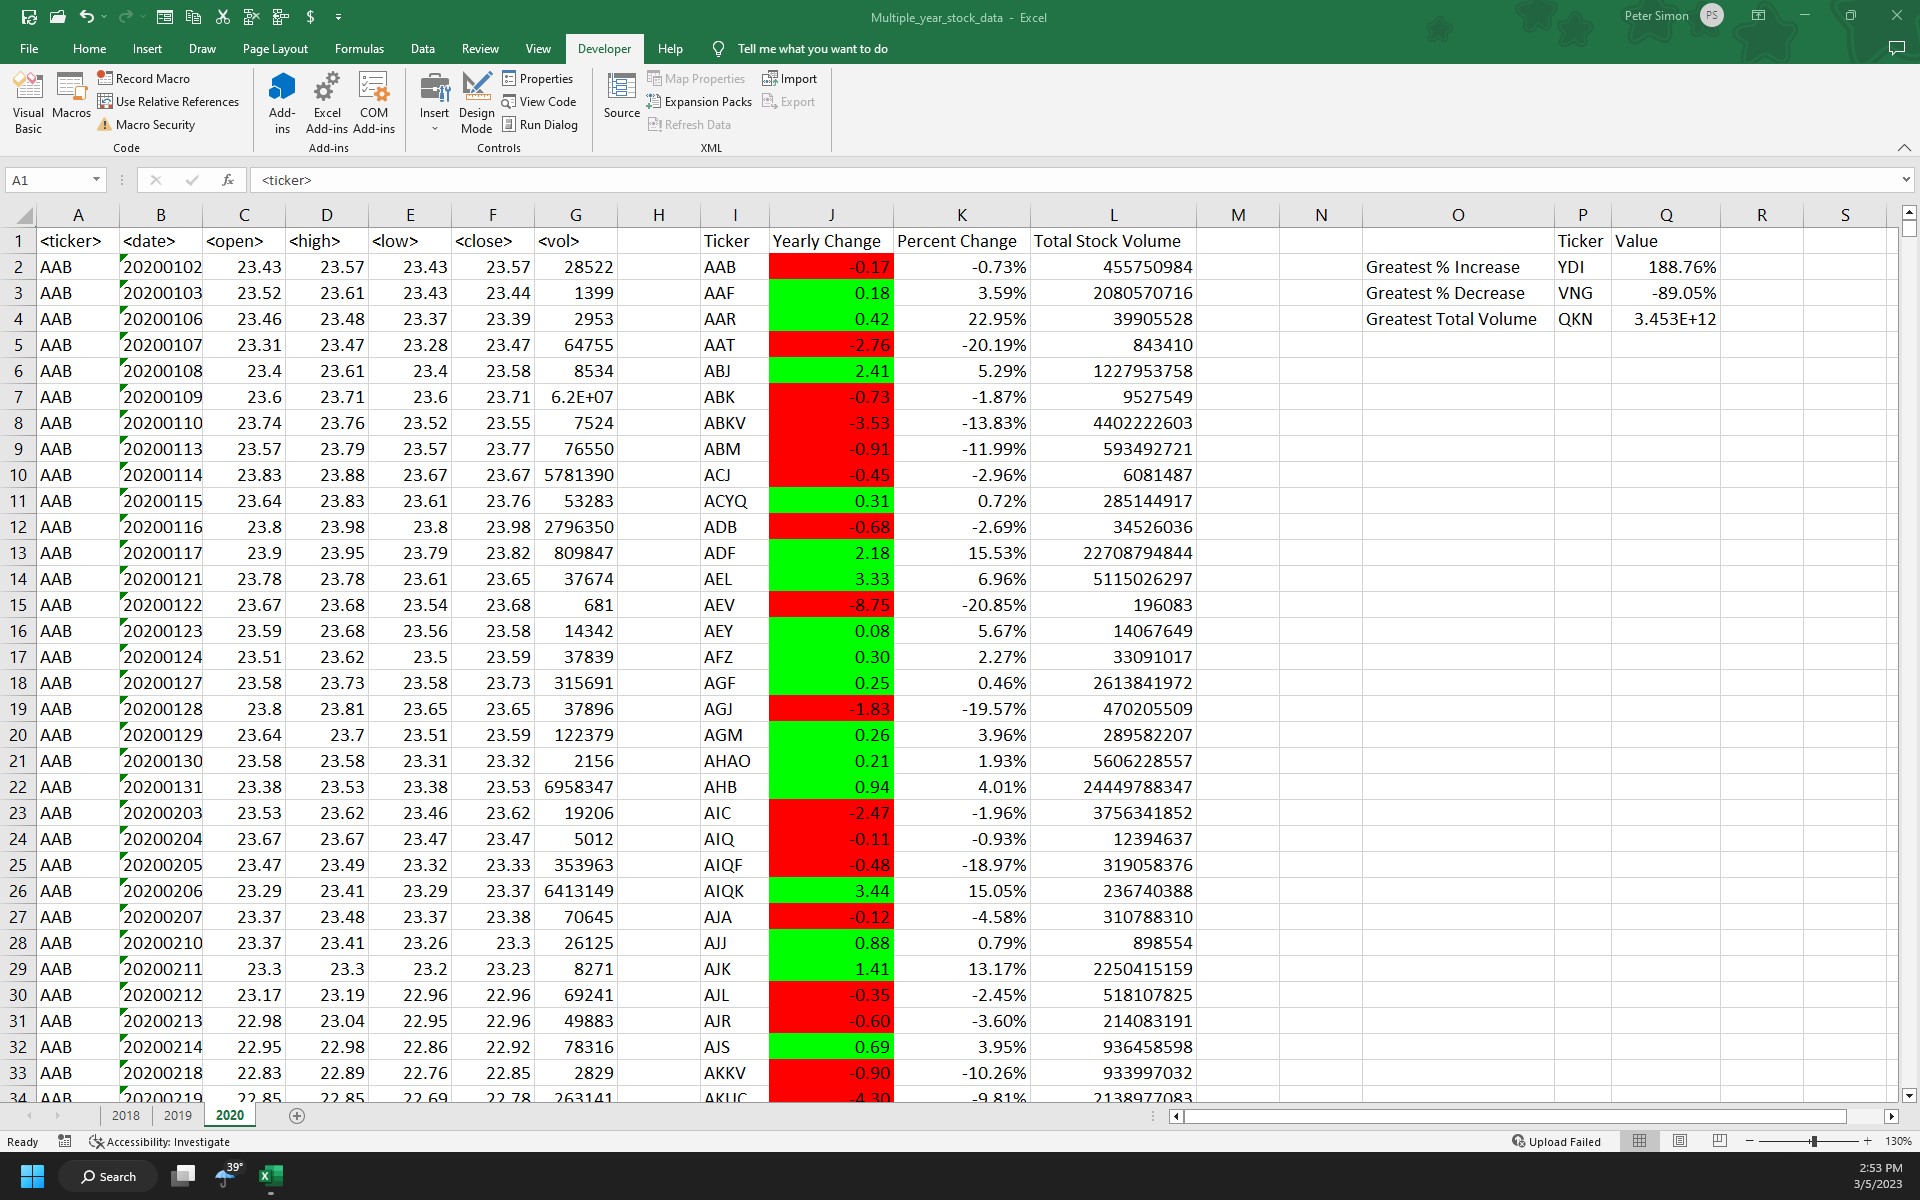 Multiple_year_stock_data - Excel
Peter Simon PS
File Home Insert Draw Page Layout Formulas Data Review View Developer Help Tell me what you want to do
Visual Basic
Macros
Record Macro
Use Relative References
Macro Security
Code
Add-ins
Excel Add-ins
COM Add-ins
Add-ins
Insert
Design Mode
Properties
View Code
Run Dialog
Controls
Source
Map Properties
Expansion Packs
Refresh Data
Import
Export
XML
A1 fx <ticker>
A B C D E F G H I J K L M N O P Q R S
1 <ticker> <date> <open> <high> <low> <close> <vol> Ticker Yearly Change Percent Change Total Stock Volume Ticker Value
2 AAB 20200102 23.43 23.57 23.43 23.57 28522 AAB -0.17 -0.73% 455750984 Greatest % Increase YDI 188.76%
3 AAB 20200103 23.52 23.61 23.43 23.44 1399 AAF 0.18 3.59% 2080570716 Greatest % Decrease VNG -89.05%
4 AAB 20200106 23.46 23.48 23.37 23.39 2953 AAR 0.42 22.95% 39905528 Greatest Total Volume QKN 3.453E+12
5 AAB 20200107 23.31 23.47 23.28 23.47 64755 AAT -2.76 -20.19% 843410
6 AAB 20200108 23.4 23.61 23.4 23.58 8534 ABJ 2.41 5.29% 1227953758
7 AAB 20200109 23.6 23.71 23.6 23.71 6.2E+07 ABK -0.73 -1.87% 9527549
8 AAB 20200110 23.74 23.76 23.52 23.55 7524 ABKV -3.53 -13.83% 4402222603
9 AAB 20200113 23.57 23.79 23.57 23.77 76550 ABM -0.91 -11.99% 593492721
10 AAB 20200114 23.83 23.88 23.67 23.67 5781390 ACJ -0.45 -2.96% 6081487
11 AAB 20200115 23.64 23.83 23.61 23.76 53283 ACYQ 0.31 0.72% 285144917
12 AAB 20200116 23.8 23.98 23.8 23.98 2796350 ADB -0.68 -2.69% 34526036
13 AAB 20200117 23.9 23.95 23.79 23.82 809847 ADF 2.18 15.53% 22708794844
14 AAB 20200121 23.78 23.78 23.61 23.65 37674 AEL 3.33 6.96% 5115026297
15 AAB 20200122 23.67 23.68 23.54 23.68 681 AEV -8.75 -20.85% 196083
16 AAB 20200123 23.59 23.68 23.56 23.58 14342 AEY 0.08 5.67% 14067649
17 AAB 20200124 23.51 23.62 23.5 23.59 37839 AFZ 0.30 2.27% 33091017
18 AAB 20200127 23.58 23.73 23.58 23.73 315691 AGF 0.25 0.46% 2613841972
19 AAB 20200128 23.8 23.81 23.65 23.65 37896 AGJ -1.83 -19.57% 470205509
20 AAB 20200129 23.64 23.7 23.51 23.59 122379 AGM 0.26 3.96% 289582207
21 AAB 20200130 23.58 23.58 23.31 23.32 2156 AHAO 0.21 1.93% 5606228557
22 AAB 20200131 23.38 23.53 23.38 23.53 6958347 AHB 0.94 4.01% 24449788347
23 AAB 20200203 23.53 23.62 23.46 23.62 19206 AIC -2.47 -1.96% 3756341852
24 AAB 20200204 23.67 23.67 23.47 23.47 5012 AIQ -0.11 -0.93% 12394637
25 AAB 20200205 23.47 23.49 23.32 23.33 353963 AIQF -0.48 -18.97% 319058376
26 AAB 20200206 23.29 23.41 23.29 23.37 6413149 AIQK 3.44 15.05% 236740388
27 AAB 20200207 23.37 23.48 23.37 23.38 70645 AJA -0.12 -4.58% 310788310
28 AAB 20200210 23.37 23.41 23.26 23.3 26125 AJJ 0.88 0.79% 898554
29 AAB 20200211 23.3 23.3 23.2 23.23 8271 AJK 1.41 13.17% 2250415159
30 AAB 20200212 23.17 23.19 22.96 22.96 69241 AJL -0.35 -2.45% 518107825
31 AAB 20200213 22.98 23.04 22.95 22.96 49883 AJR -0.60 -3.60% 214083191
32 AAB 20200214 22.95 22.98 22.86 22.92 78316 AJS 0.69 3.95% 936458598
33 AAB 20200218 22.83 22.89 22.76 22.85 2829 AKKV -0.90 -10.26% 933997032
34 AAB 20200219 22.85 22.85 22.69 22.78 263141 AKUC -4.30 -9.81% 2138977083
2018 2019 2020
Ready Accessibility: Investigate Upload Failed 130%
Search 39°
2:53 PM
3/5/2023